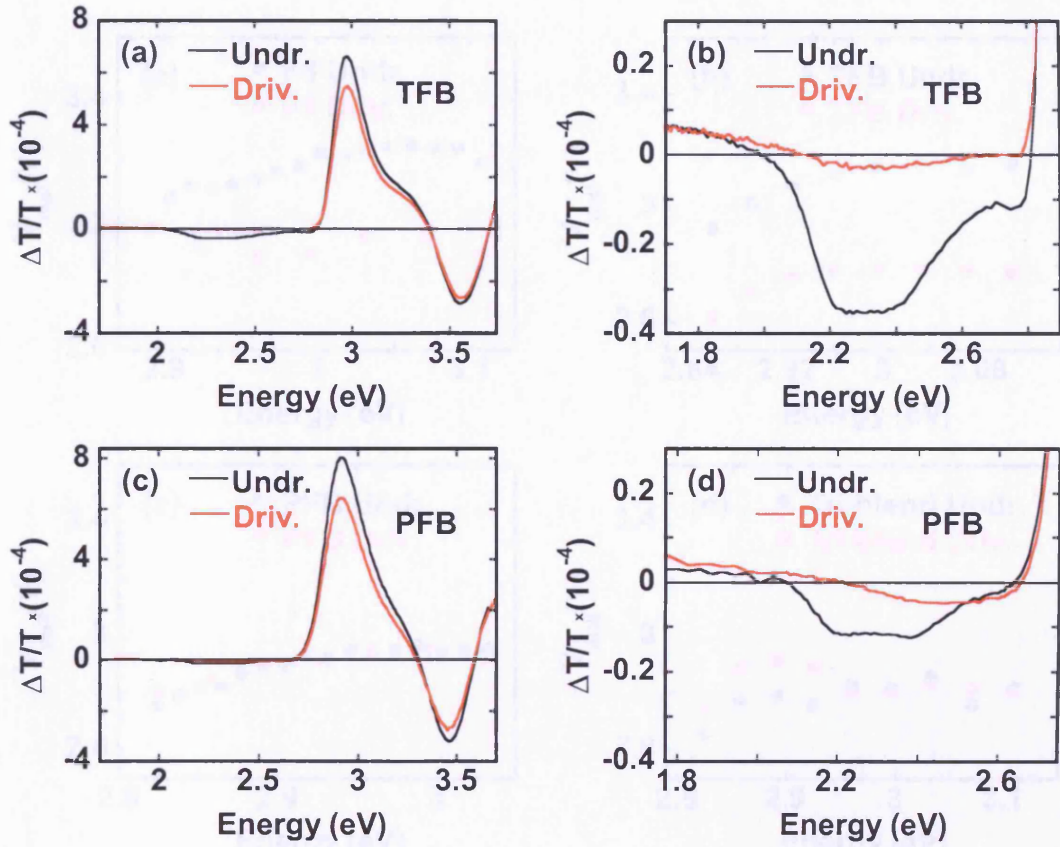 (a)
Undr.
Driv.
TFB
8
4
0
-4
ΔT/T ×(10⁻⁴)
2
2.5
3
3.5
Energy (eV)
(b)
Undr.
Driv.
TFB
0.2
0
-0.2
-0.4
ΔT/T ×(10⁻⁴)
1.8
2.2
2.6
Energy (eV)
(c)
Undr.
Driv.
PFB
8
4
0
-4
ΔT/T ×(10⁻⁴)
2
2.5
3
3.5
Energy (eV)
(d)
Undr.
Driv.
PFB
0.2
0
-0.2
-0.4
ΔT/T ×(10⁻⁴)
1.8
2.2
2.6
Energy (eV)